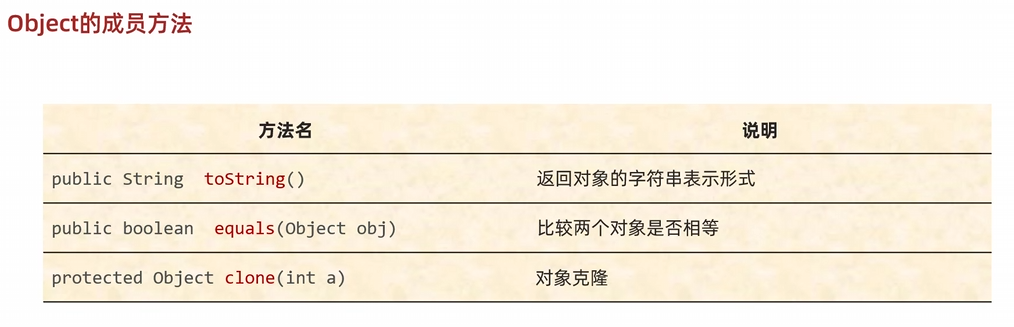 Object的成员方法
方法名 说明
public String toString() 返回对象的字符串表示形式
public boolean equals(Object obj) 比较两个对象是否相等
protected Object clone(int a) 对象克隆